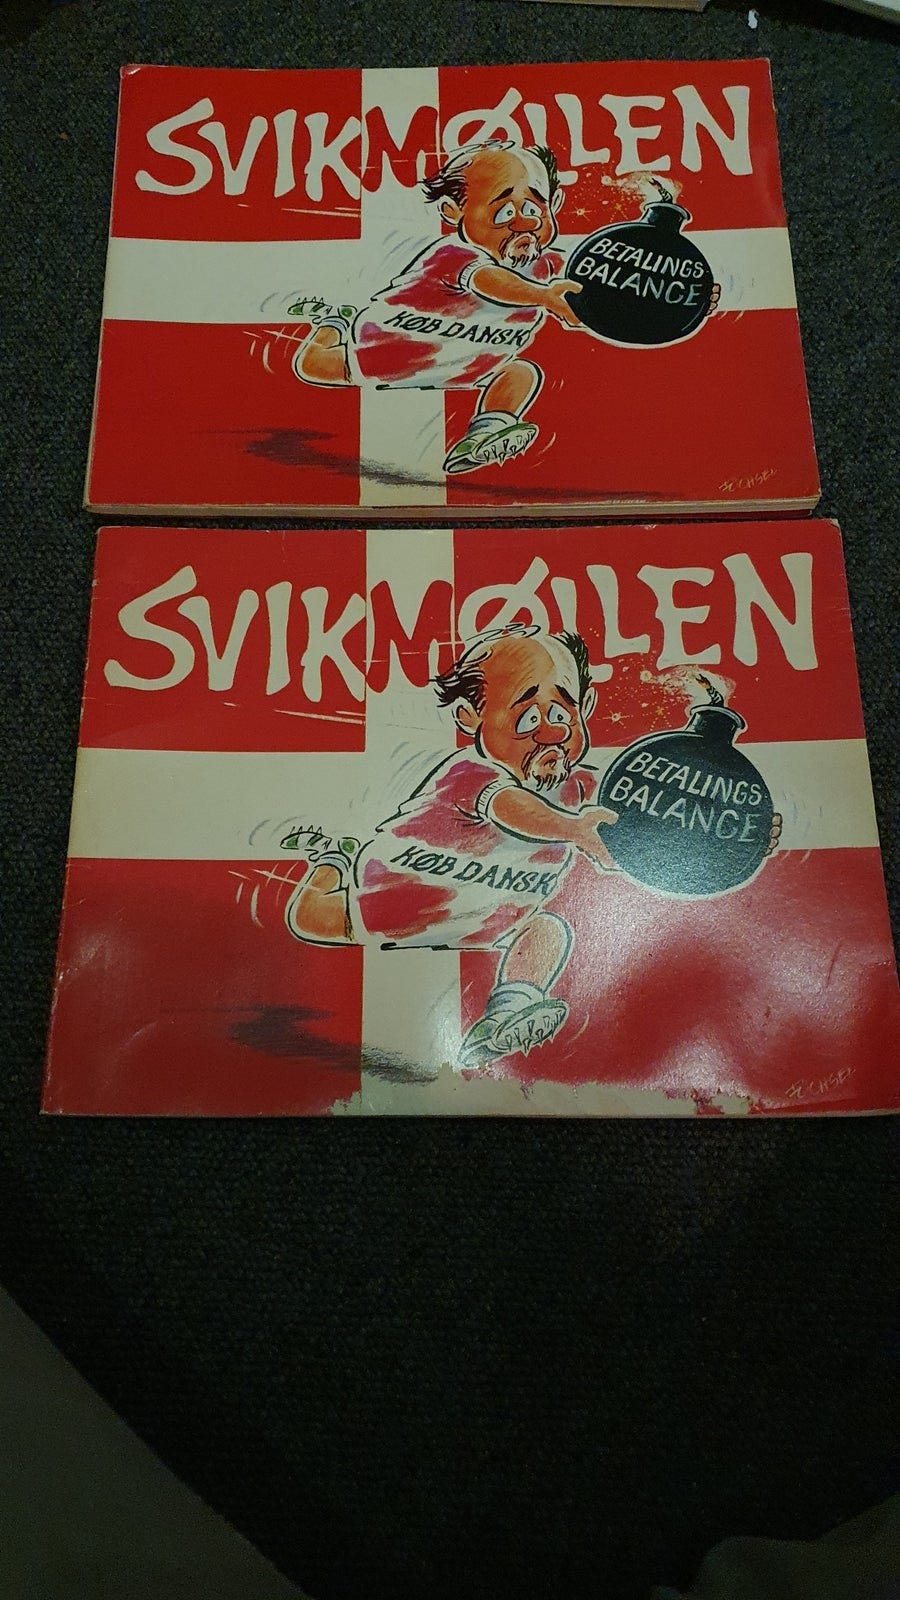 SVIKMØLLEN
BETALINGS
BALANCE
KØB DANSK
SVIKMØLLEN
BETALINGS
BALANCE
KØB DANSK